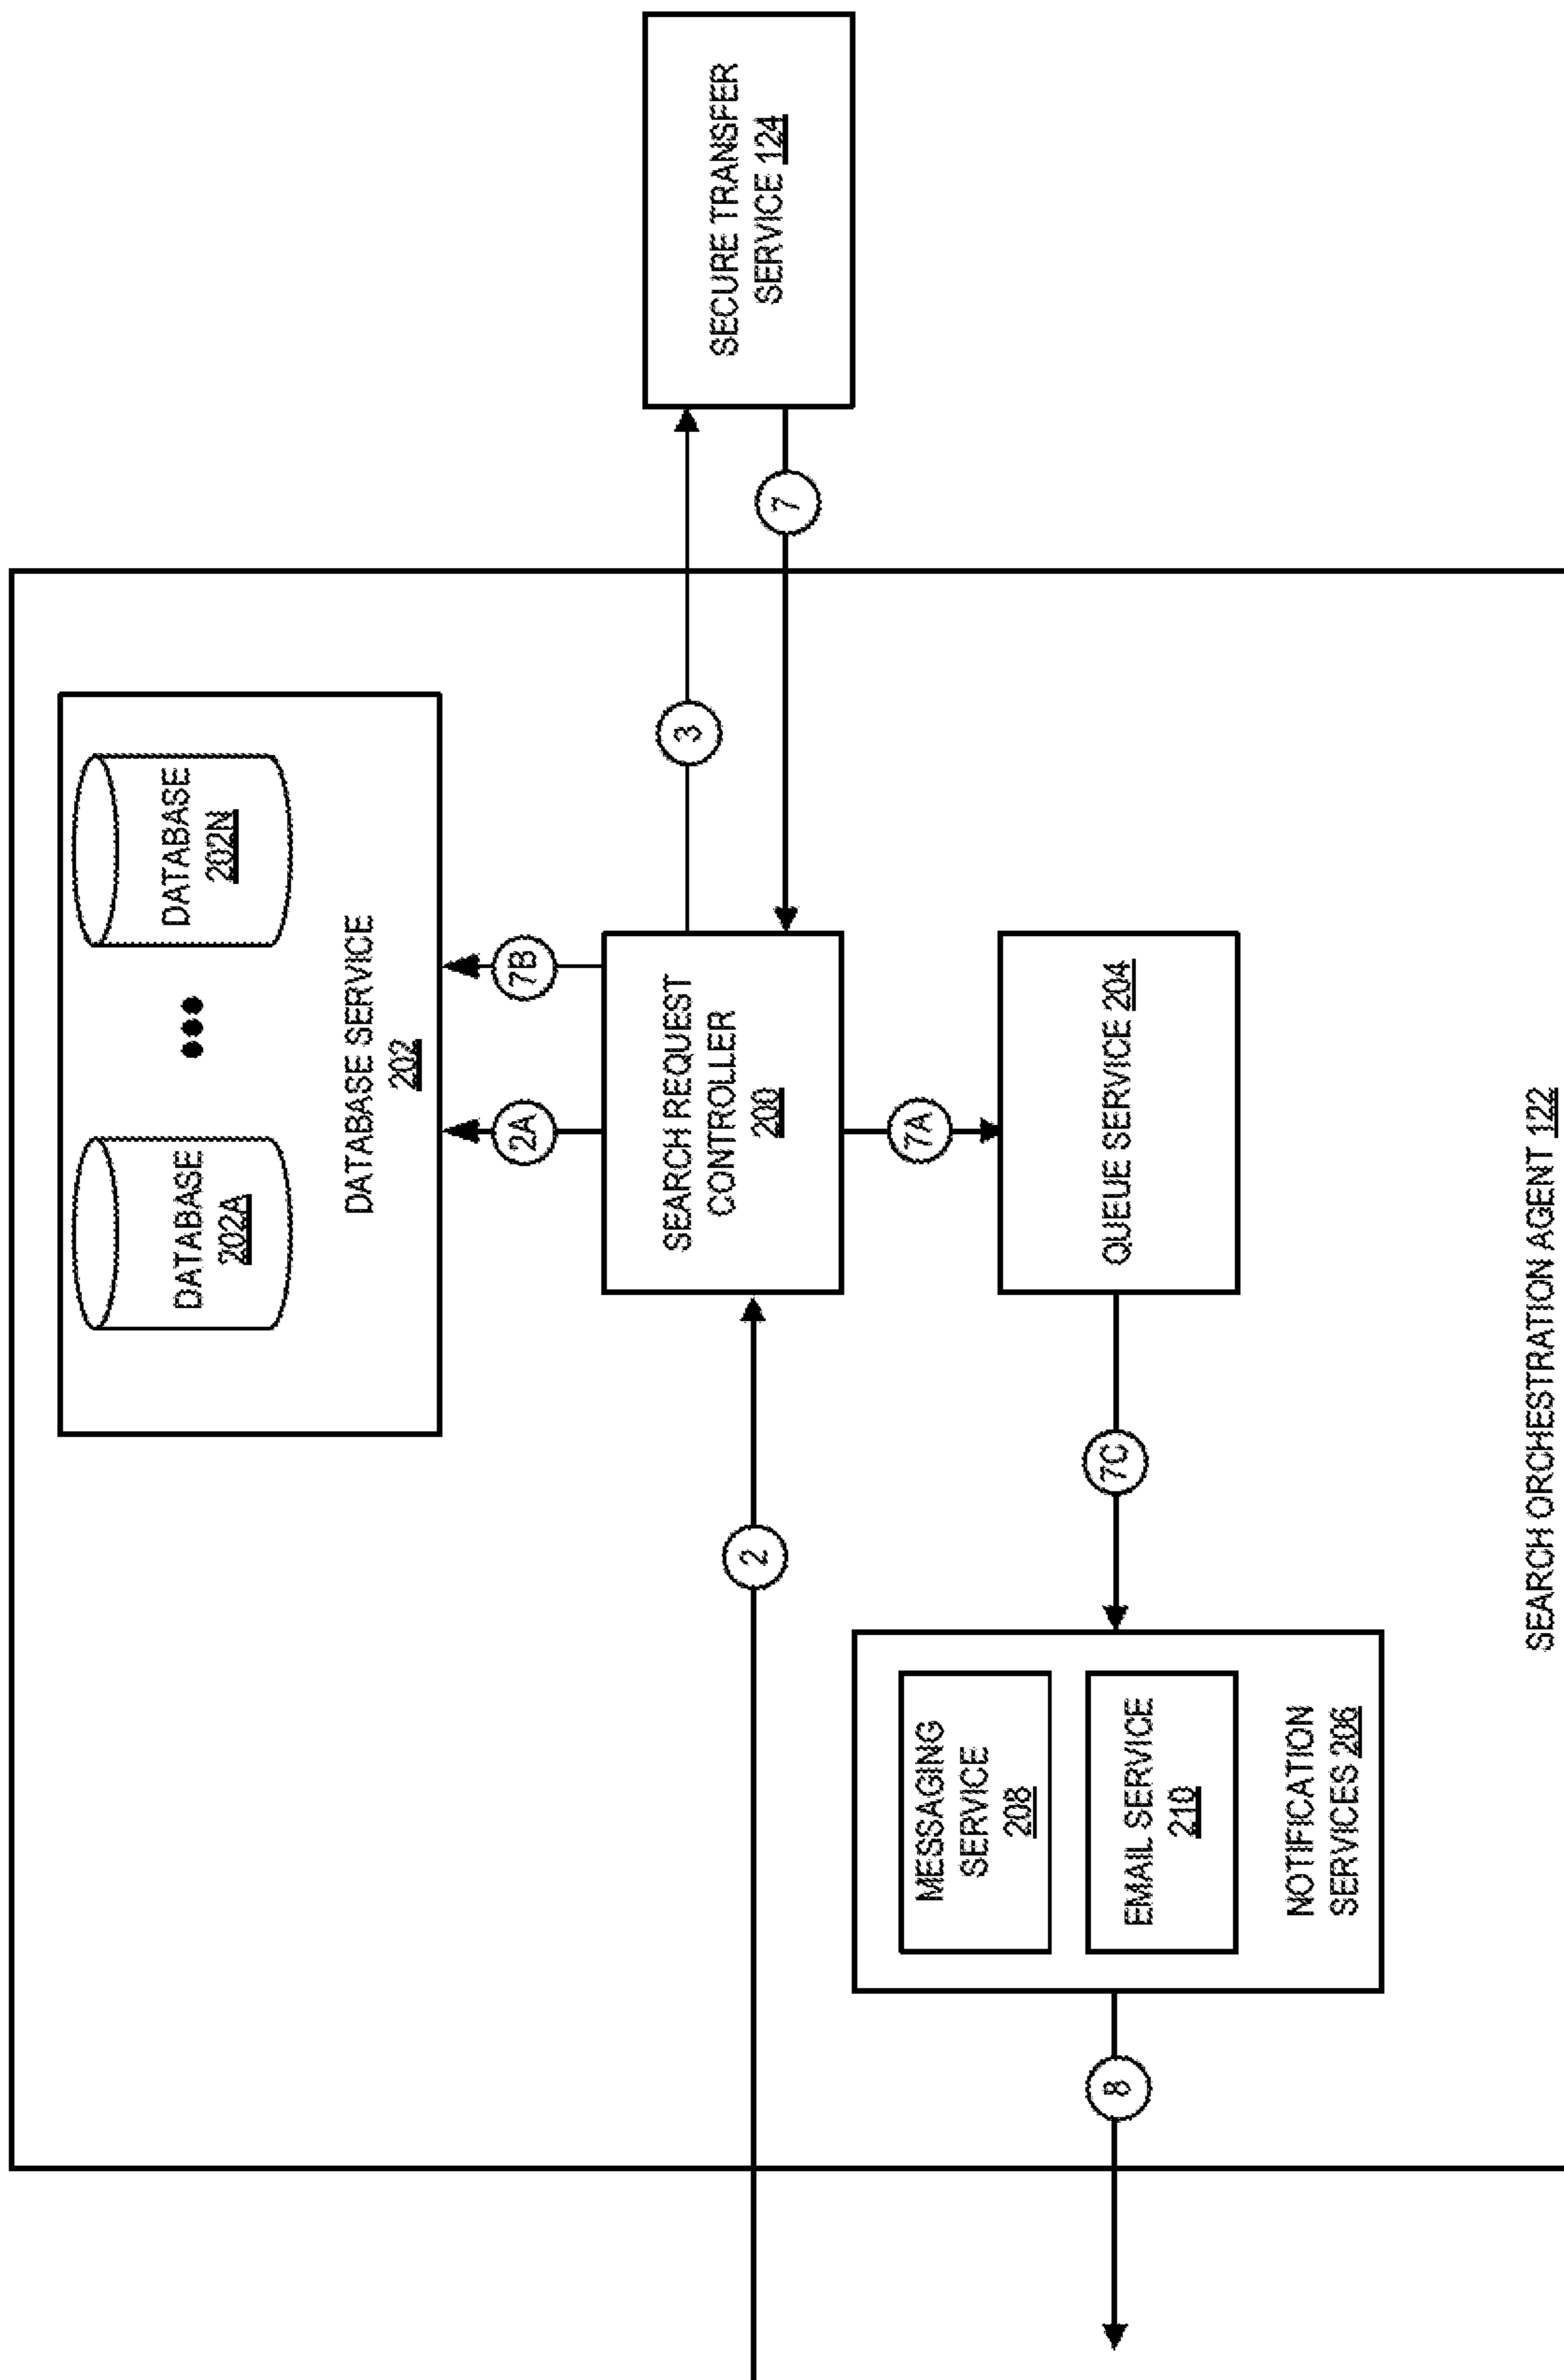 DATABASE
202A
DATABASE
202N
DATABASE SERVICE
202
2A
7B
2
SEARCH REQUEST
CONTROLLER
200
3
7
SECURE TRANSFER
SERVICE 124
7A
MESSAGING
SERVICE
208
EMAIL SERVICE
210
NOTIFICATION
SERVICES 206
7C
QUEUE SERVICE 204
8
SEARCH ORCHESTRATION AGENT 122